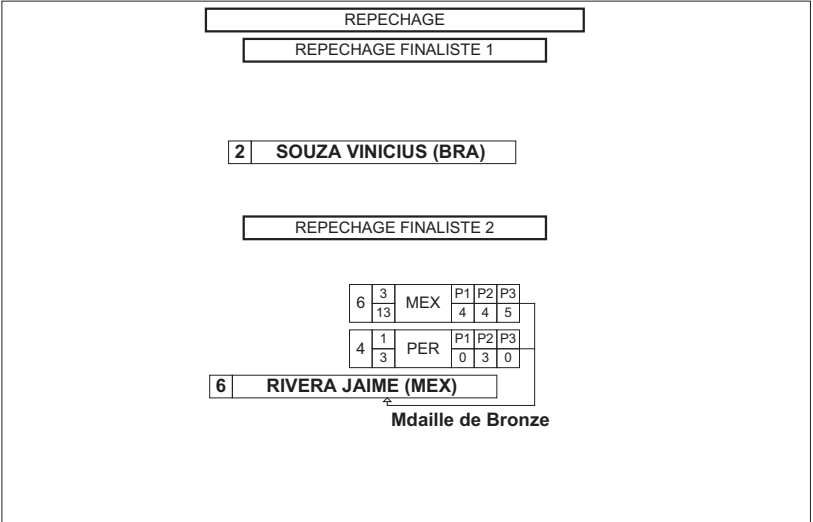 REPECHAGE
REPECHAGE FINALISTE 1
2 SOUZA VINICIUS (BRA)
REPECHAGE FINALISTE 2
6 3 MEX P1 P2 P3
13 4 4 5
4 1 PER P1 P2 P3
3 0 3 0
6 RIVERA JAIME (MEX)
Mdaille de Bronze